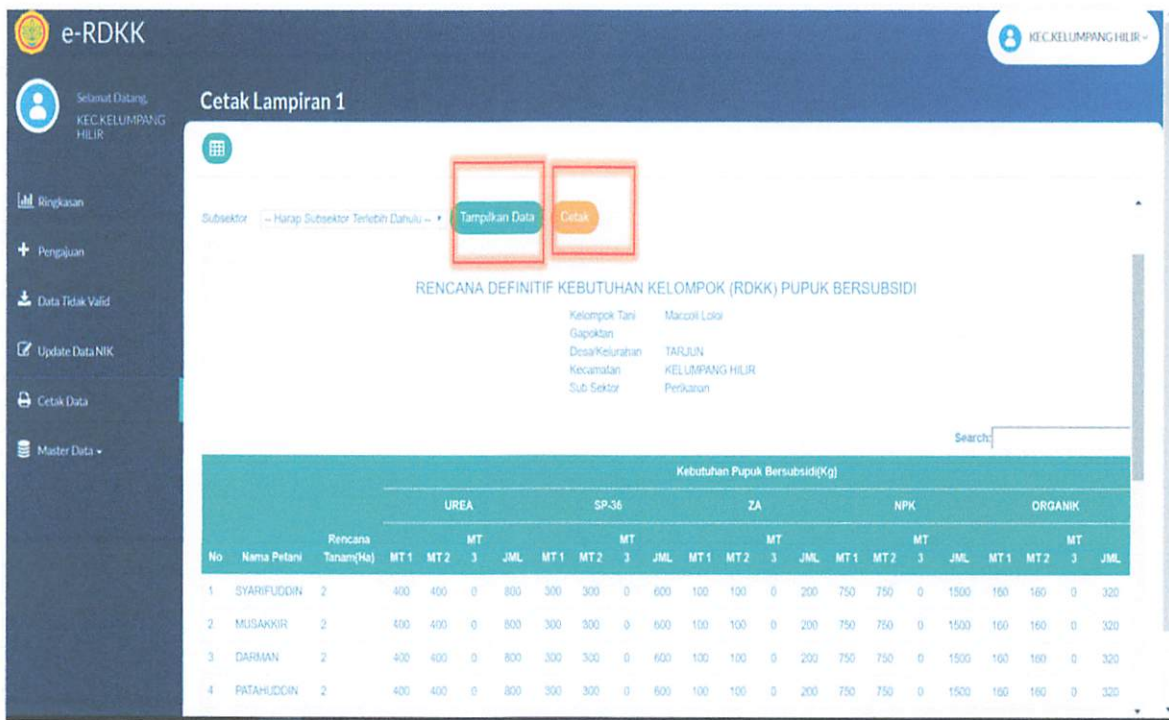 e-RDKK
KEC.KELUMPANG HILIR
Selamat Datang,
KEC.KELUMPANG
HILIR
Cetak Lampiran 1
Ringkasan
Pengajuan
Data Tidak Valid
Update Data NIK
Cetak Data
Master Data
Subsektor -- Harap Subsektor Terlebih Dahulu -- Tampilkan Data Cetak
RENCANA DEFINITIF KEBUTUHAN KELOMPOK (RDKK) PUPUK BERSUBSIDI
Kelompok Tani Maccoli Loloi
Gapoktan
Desa/Kelurahan TARJUN
Kecamatan KELUMPANG HILIR
Sub Sektor Perikanan
Search:
Kebutuhan Pupuk Bersubsidi(Kg)
UREA SP-36 ZA NPK ORGANIK
No Nama Petani Rencana Tanam(Ha) MT 1 MT 2 MT 3 JML MT 1 MT 2 MT 3 JML MT 1 MT 2 MT 3 JML MT 1 MT 2 MT 3 JML MT 1 MT 2 MT 3 JML
1 SYARIFUDDIN 2 400 400 0 800 300 300 0 600 100 100 0 200 750 750 0 1500 160 160 0 320
2 MUSAKKIR 2 400 400 0 800 300 300 0 600 100 100 0 200 750 750 0 1500 160 160 0 320
3 DARMAN 2 400 400 0 800 300 300 0 600 100 100 0 200 750 750 0 1500 160 160 0 320
4 PATAHUDDIN 2 400 400 0 800 300 300 0 600 100 100 0 200 750 750 0 1500 160 160 0 320